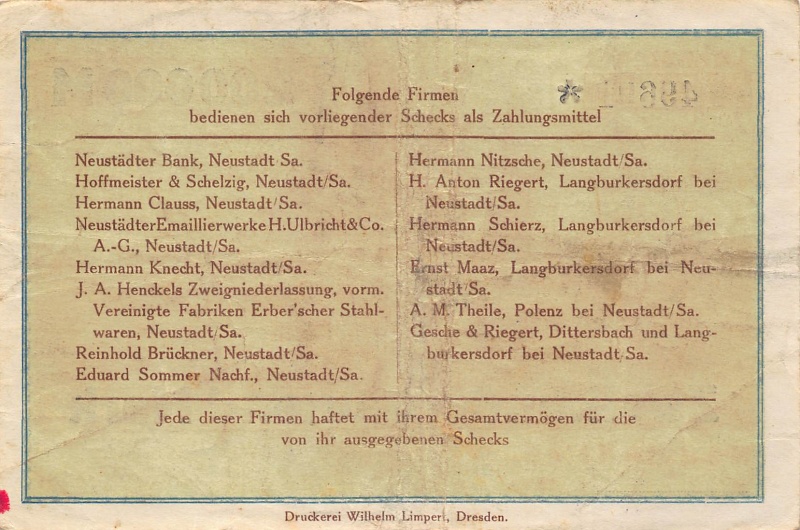 Folgende Firmen
bedienen sich vorliegender Schecks als Zahlungsmittel
Neustädter Bank, Neustadt Sa.
Hoffmeister & Schelzig, Neustadt/Sa.
Hermann Clauss, Neustadt/Sa.
Neustädter Emaillierwerke H. Ulbricht & Co.
A.-G., Neustadt/Sa.
Hermann Knecht, Neustadt/Sa.
J. A. Henckels Zweigniederlassung, vorm.
Vereinigte Fabriken Erber'scher Stahl-
waren, Neustadt/Sa.
Reinhold Brückner, Neustadt/Sa.
Eduard Sommer Nachf., Neustadt/Sa.
Hermann Nitzsche, Neustadt/Sa.
H. Anton Riegert, Langburkersdorf bei
Neustadt/Sa.
Hermann Schierz, Langburkersdorf bei
Neustadt/Sa.
Ernst Maaz, Langburkersdorf bei Neu-
stadt/Sa.
A. M. Theile, Polenz bei Neustadt/Sa.
Gesche & Riegert, Dittersbach und Lang-
burkersdorf bei Neustadt Sa.
Jede dieser Firmen haftet mit ihrem Gesamtvermögen für die
von ihr ausgegebenen Schecks
Druckerei Wilhelm Limpert, Dresden.